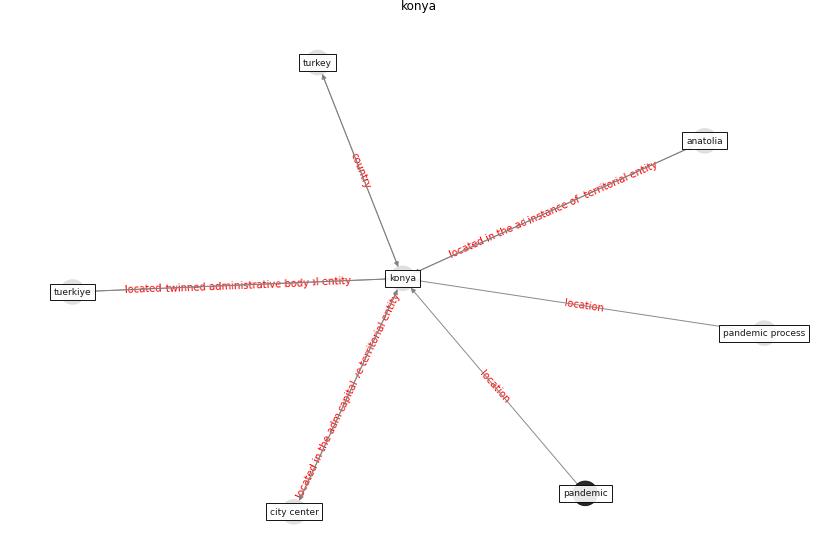 konya
turkey
anatolia
country
located in the as instance of territorial entity
konya
located twinned administrative body al entity
tuerkiye
location
pandemic process
location
located in the adm capital ve territorial entity
pandemic
city center